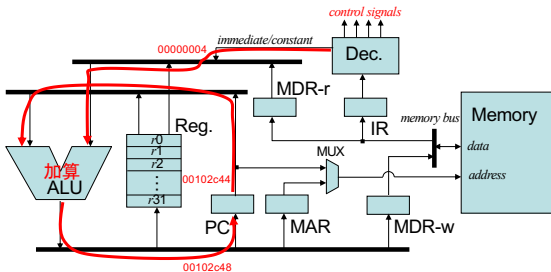 control signals
immediate/constant
00000004
Dec.
MDR-r
IR
Memory
memory bus
data
address
Reg.
r0
r1
r2
⋮
r31
加算
ALU
00102c44
MUX
PC
MAR
MDR-w
00102c48